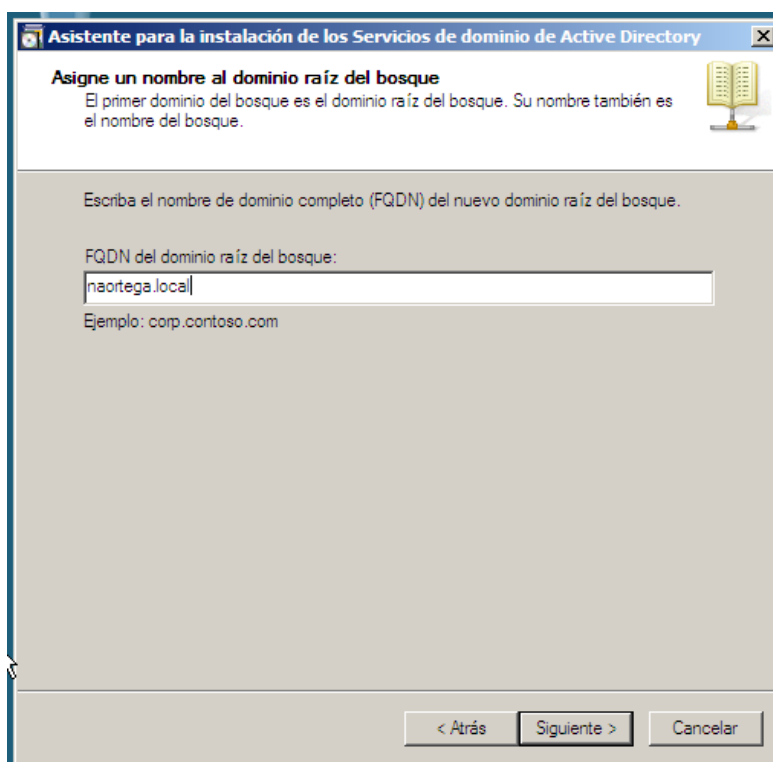 Asistente para la instalación de los Servicios de dominio de Active Directory
Asigne un nombre al dominio raíz del bosque
El primer dominio del bosque es el dominio raíz del bosque. Su nombre también es
el nombre del bosque.
Escriba el nombre de dominio completo (FQDN) del nuevo dominio raíz del bosque.
FQDN del dominio raíz del bosque:
naortega.local
Ejemplo: corp.contoso.com
< Atrás
Siguiente >
Cancelar